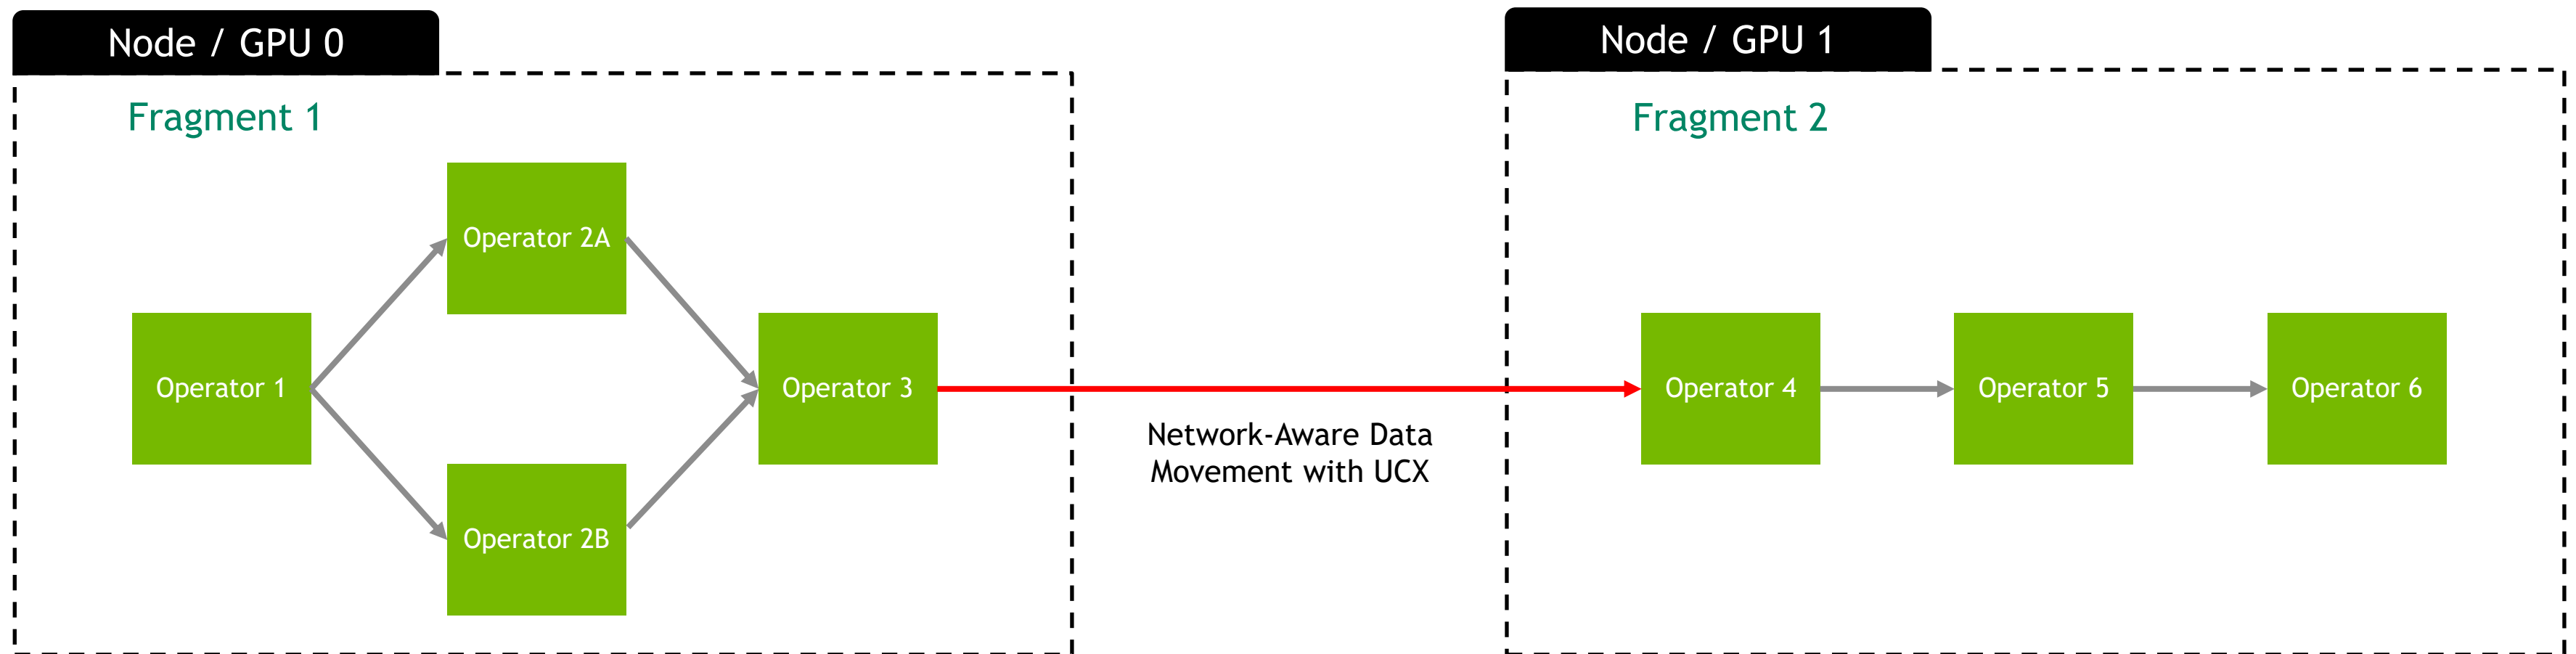 Node / GPU 0
Fragment 1
Operator 1
Operator 2A
Operator 2B
Operator 3
Network-Aware Data
Movement with UCX
Node / GPU 1
Fragment 2
Operator 4
Operator 5
Operator 6